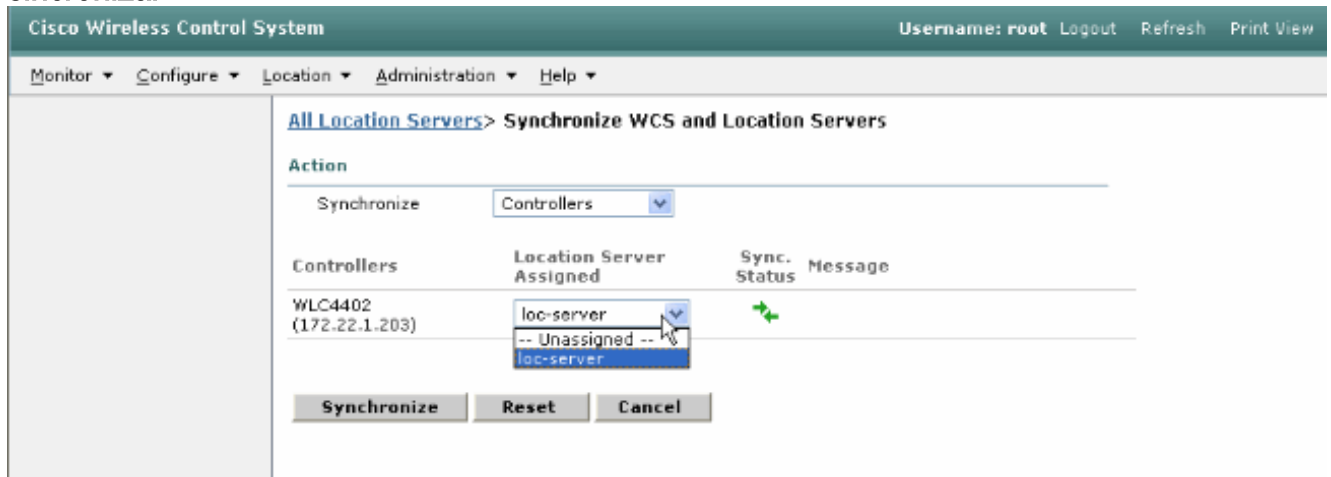 Cisco Wireless Control System
Username: root Logout Refresh Print View
Monitor Configure Location Administration Help
All Location Servers> Synchronize WCS and Location Servers
Action
Synchronize Controllers
Controllers Location Server Assigned Sync. Status Message
WLC4402
(172.22.1.203)
loc-server
-- Unassigned --
loc-server
Synchronize Reset Cancel